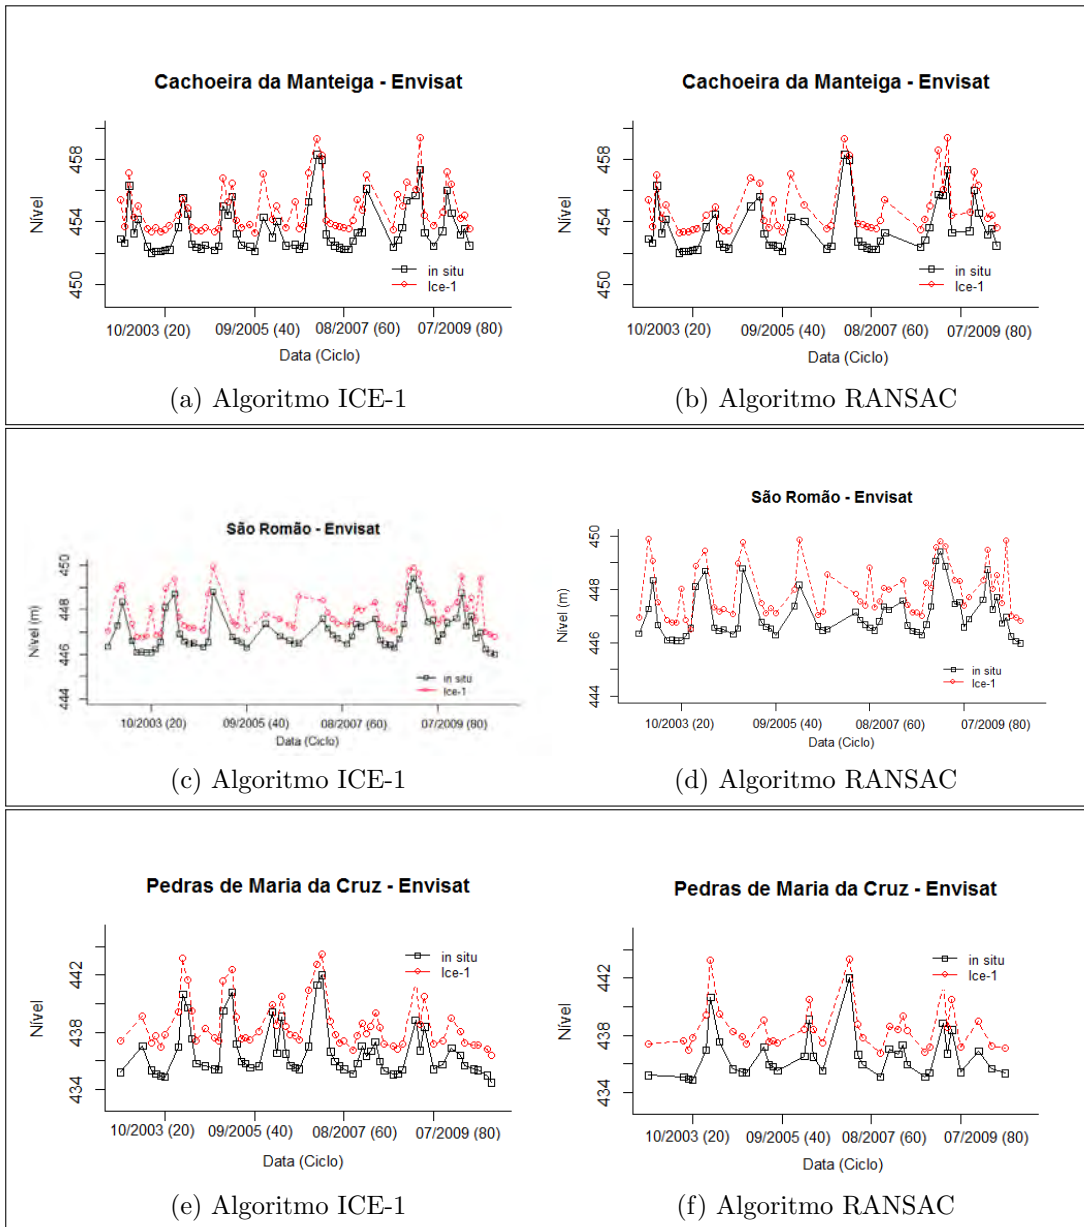 Cachoeira da Manteiga - Envisat
Nível
458
454
450
in situ
Ice-1
10/2003 (20)
09/2005 (40)
08/2007 (60)
07/2009 (80)
Data (Ciclo)
(a) Algoritmo ICE-1
Cachoeira da Manteiga - Envisat
Nível
458
454
450
in situ
Ice-1
10/2003 (20)
09/2005 (40)
08/2007 (60)
07/2009 (80)
Data (Ciclo)
(b) Algoritmo RANSAC
São Romão - Envisat
Nível (m)
450
448
446
444
in situ
Ice-1
10/2003 (20)
09/2005 (40)
08/2007 (60)
07/2009 (80)
Data (Ciclo)
(c) Algoritmo ICE-1
São Romão - Envisat
Nível (m)
450
448
446
444
in situ
Ice-1
10/2003 (20)
09/2005 (40)
08/2007 (60)
07/2009 (80)
Data (Ciclo)
(d) Algoritmo RANSAC
Pedras de Maria da Cruz - Envisat
Nível
442
438
434
in situ
Ice-1
10/2003 (20)
09/2005 (40)
08/2007 (60)
07/2009 (80)
Data (Ciclo)
(e) Algoritmo ICE-1
Pedras de Maria da Cruz - Envisat
Nível
442
438
434
in situ
Ice-1
10/2003 (20)
09/2005 (40)
08/2007 (60)
07/2009 (80)
Data (Ciclo)
(f) Algoritmo RANSAC